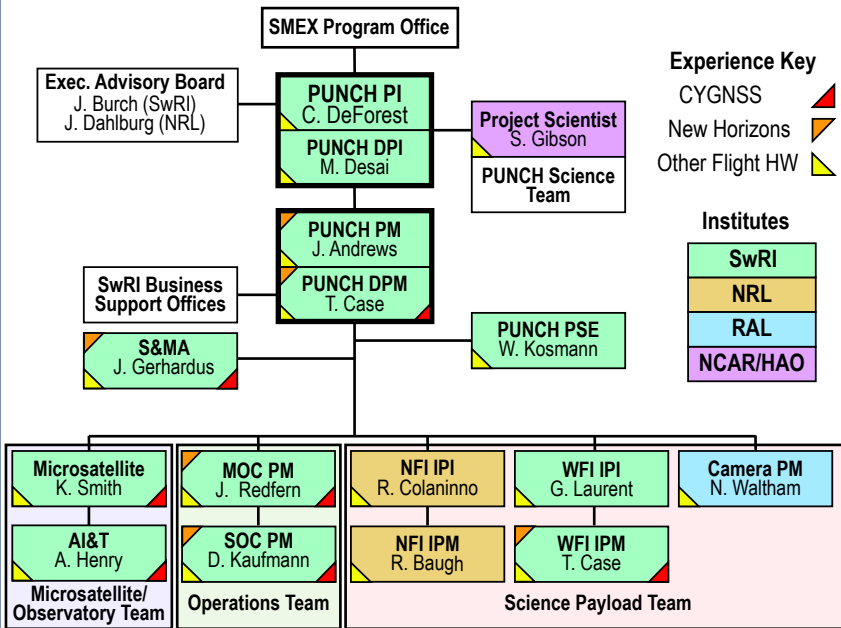 SMEX Program Office
Exec. Advisory Board
J. Burch (SwRI)
J. Dahlburg (NRL)
PUNCH PI
C. DeForest
PUNCH DPI
M. Desai
Project Scientist
S. Gibson
PUNCH Science
Team
Experience Key
CYGNSS
New Horizons
Other Flight HW
PUNCH PM
J. Andrews
PUNCH DPM
T. Case
SwRI Business
Support Offices
S&MA
J. Gerhardus
PUNCH PSE
W. Kosmann
Institutes
SwRI
NRL
RAL
NCAR/HAO
Microsatellite
K. Smith
AI&T
A. Henry
Microsatellite/
Observatory Team
MOC PM
J. Redfern
SOC PM
D. Kaufmann
Operations Team
NFI IPI
R. Colaninno
NFI IPM
R. Baugh
WFI IPI
G. Laurent
WFI IPM
T. Case
Camera PM
N. Waltham
Science Payload Team